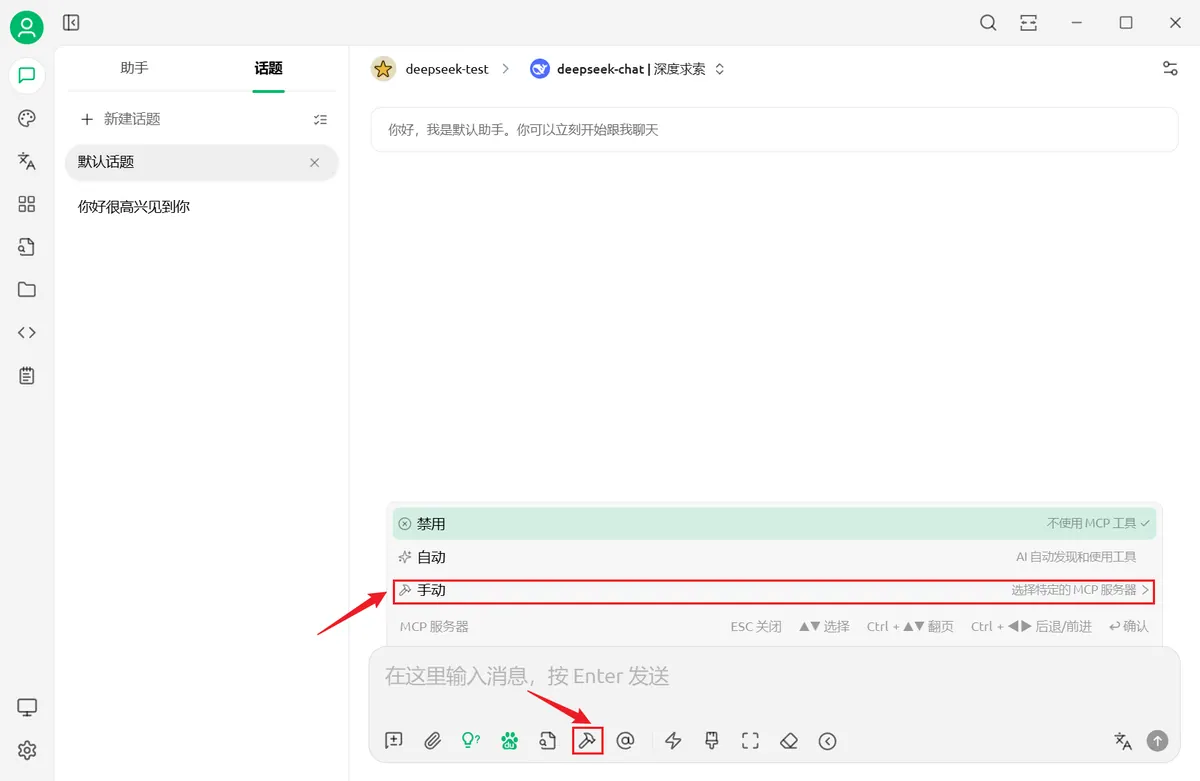 助手
话题
新建话题
默认话题
你好很高兴见到你
deepseek-test
deepseek-chat | 深度求索
你好，我是默认助手。你可以立刻开始跟我聊天
禁用 不使用 MCP 工具
自动 AI 自动发现和使用工具
手动 选择特定的 MCP 服务器
MCP 服务器 ESC 关闭 ▲▼ 选择 Ctrl + ▲▼ 翻页 Ctrl + ◀▶ 后退/前进 ↩ 确认
在这里输入消息，按 Enter 发送